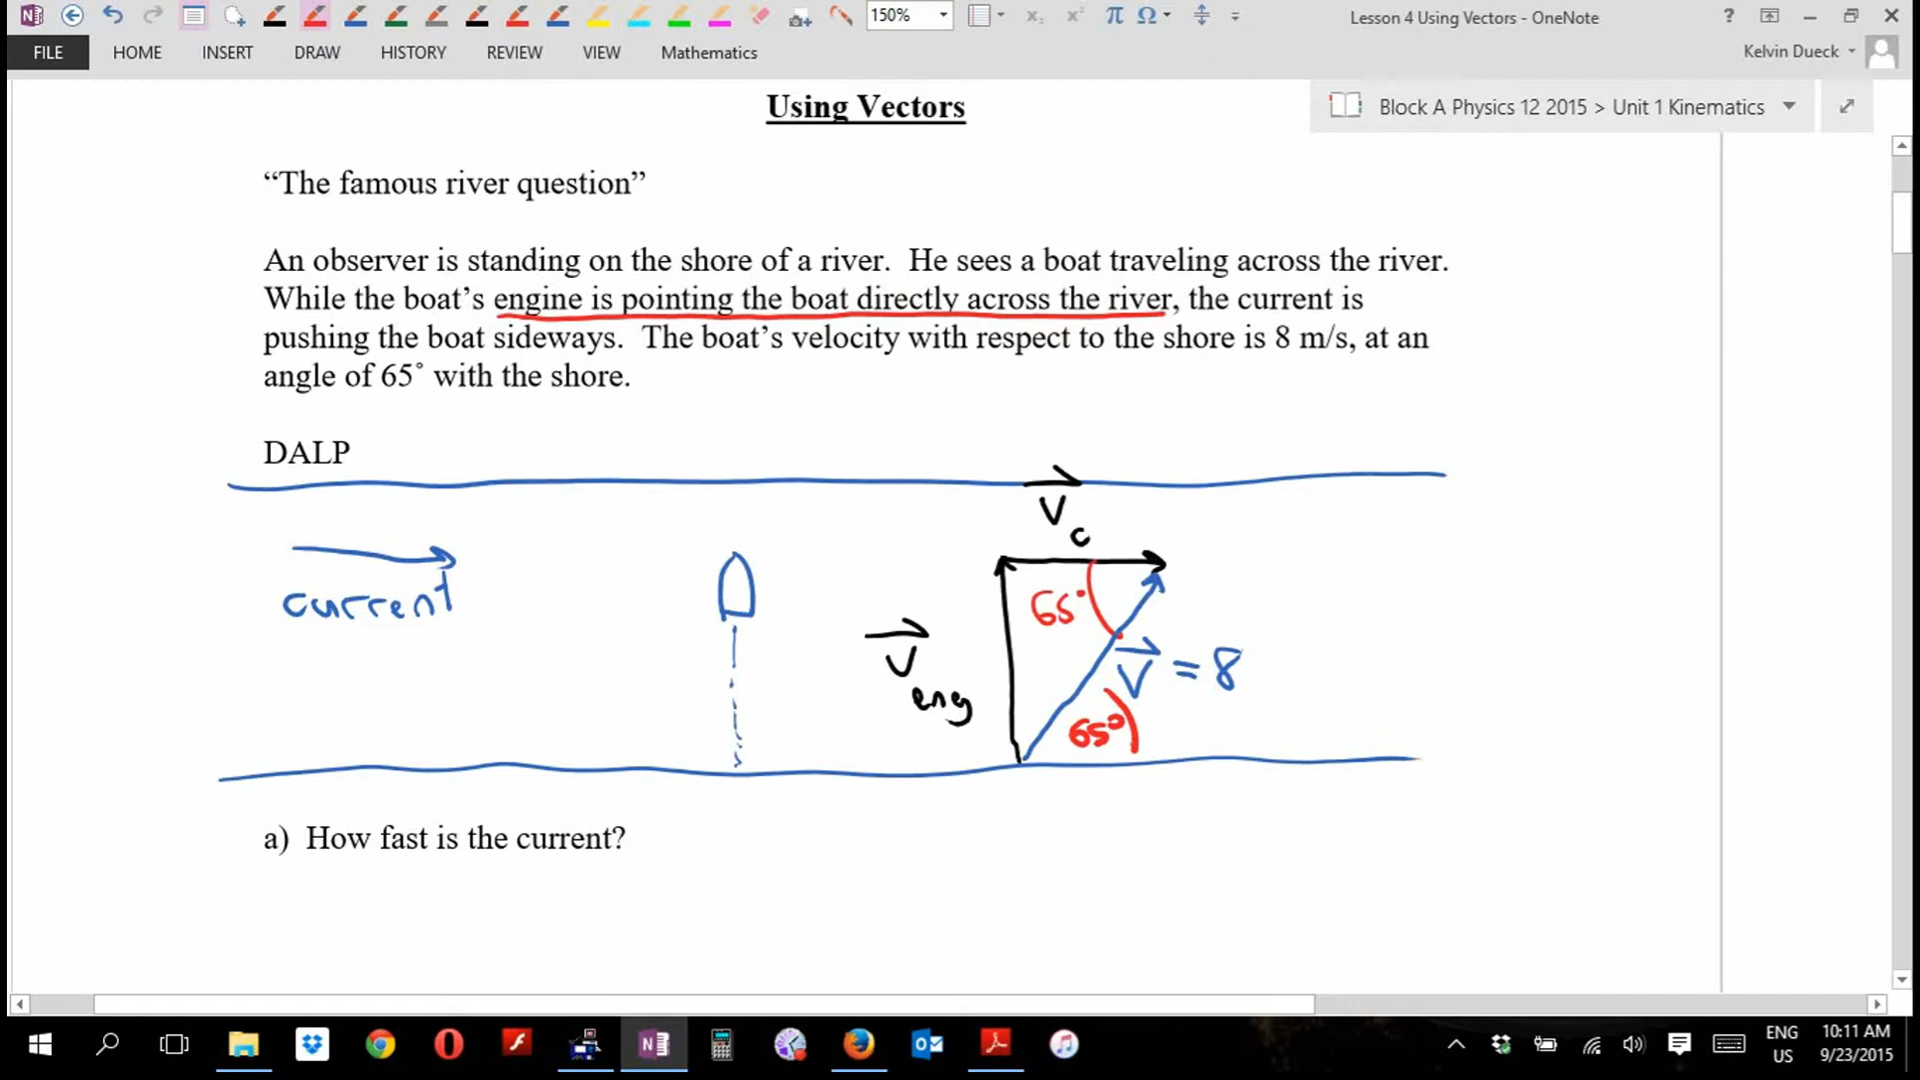 150%
x₂ x² π Ω
Lesson 4 Using Vectors - OneNote
?
FILE HOME INSERT DRAW HISTORY REVIEW VIEW Mathematics
Kelvin Dueck
Block A Physics 12 2015 > Unit 1 Kinematics
Using Vectors
“The famous river question”
An observer is standing on the shore of a river.  He sees a boat traveling across the river.
While the boat’s engine is pointing the boat directly across the river, the current is
pushing the boat sideways.  The boat’s velocity with respect to the shore is 8 m/s, at an
angle of 65˚ with the shore.
DALP
V c
current
65°
V eng
V = 8
65°
a)  How fast is the current?
ENG
US
10:11 AM
9/23/2015